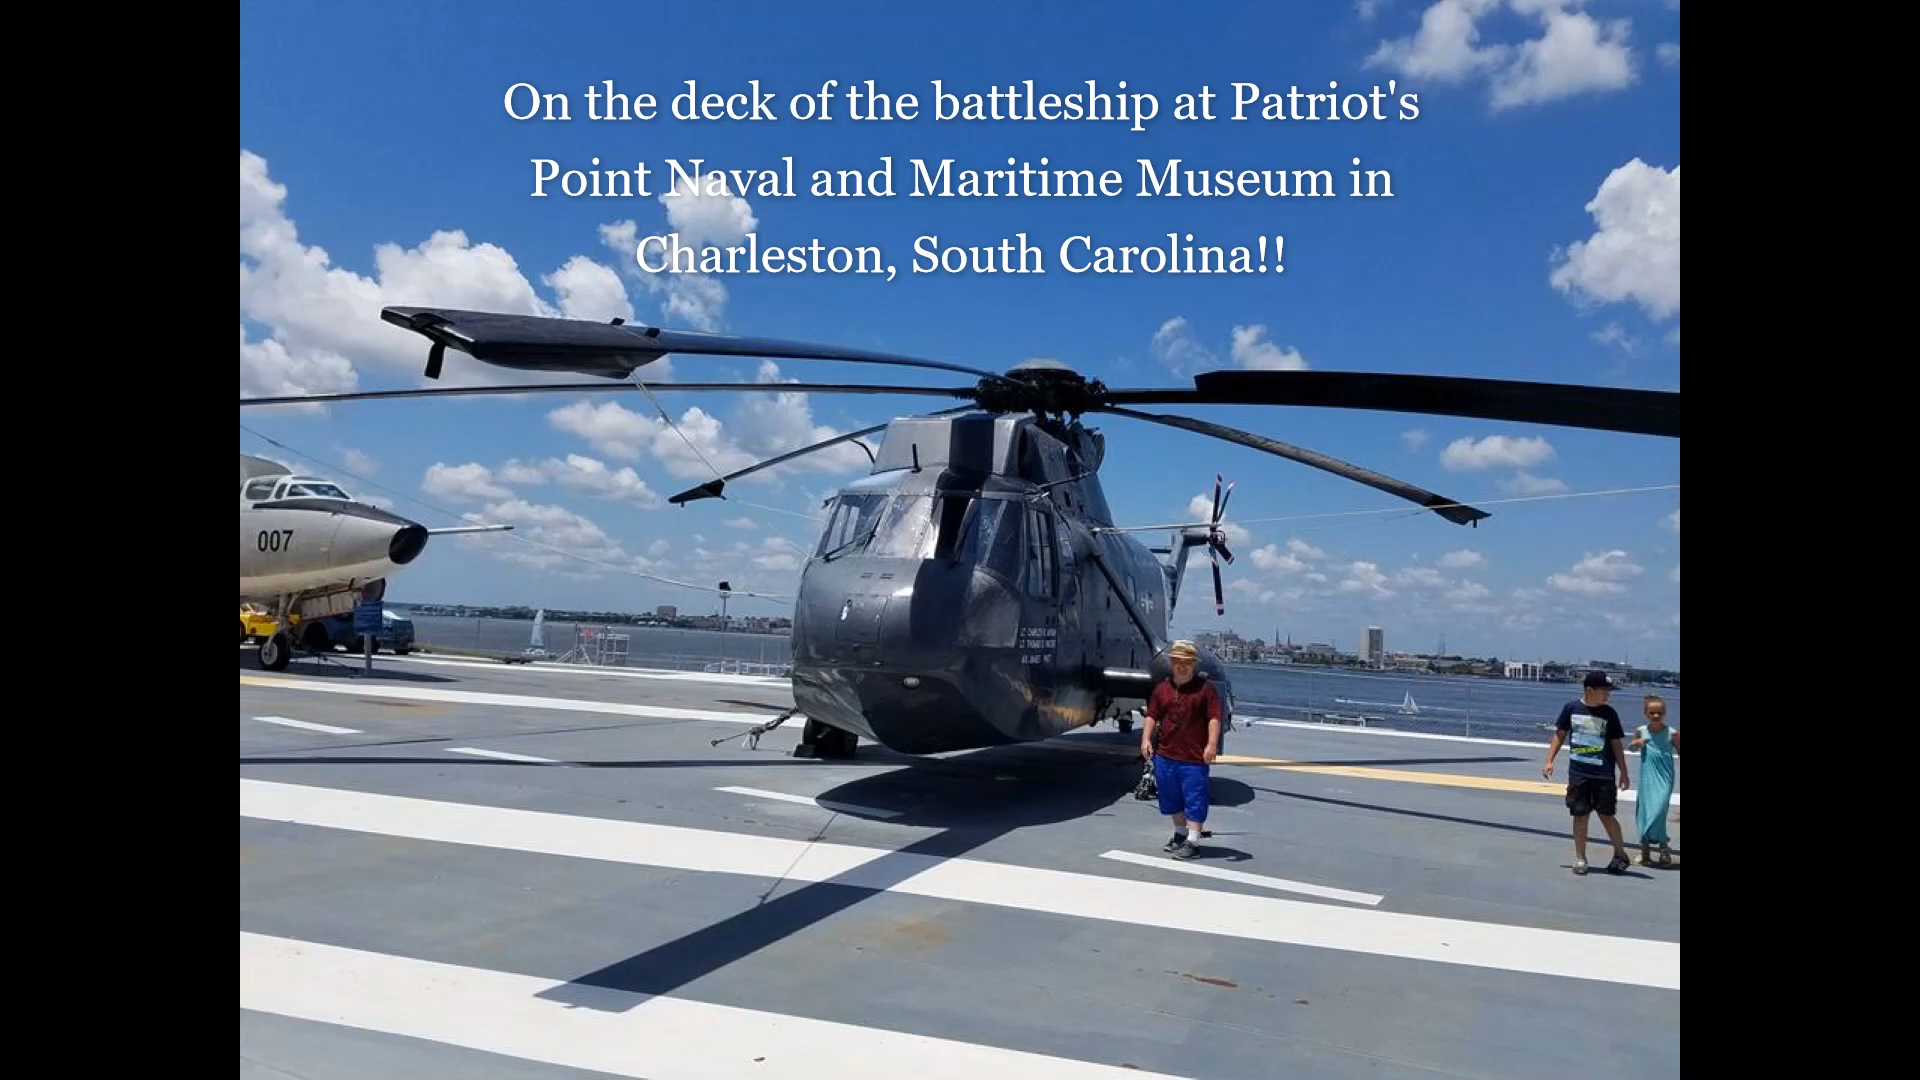 On the deck of the battleship at Patriot's
Point Naval and Maritime Museum in
Charleston, South Carolina!!
007